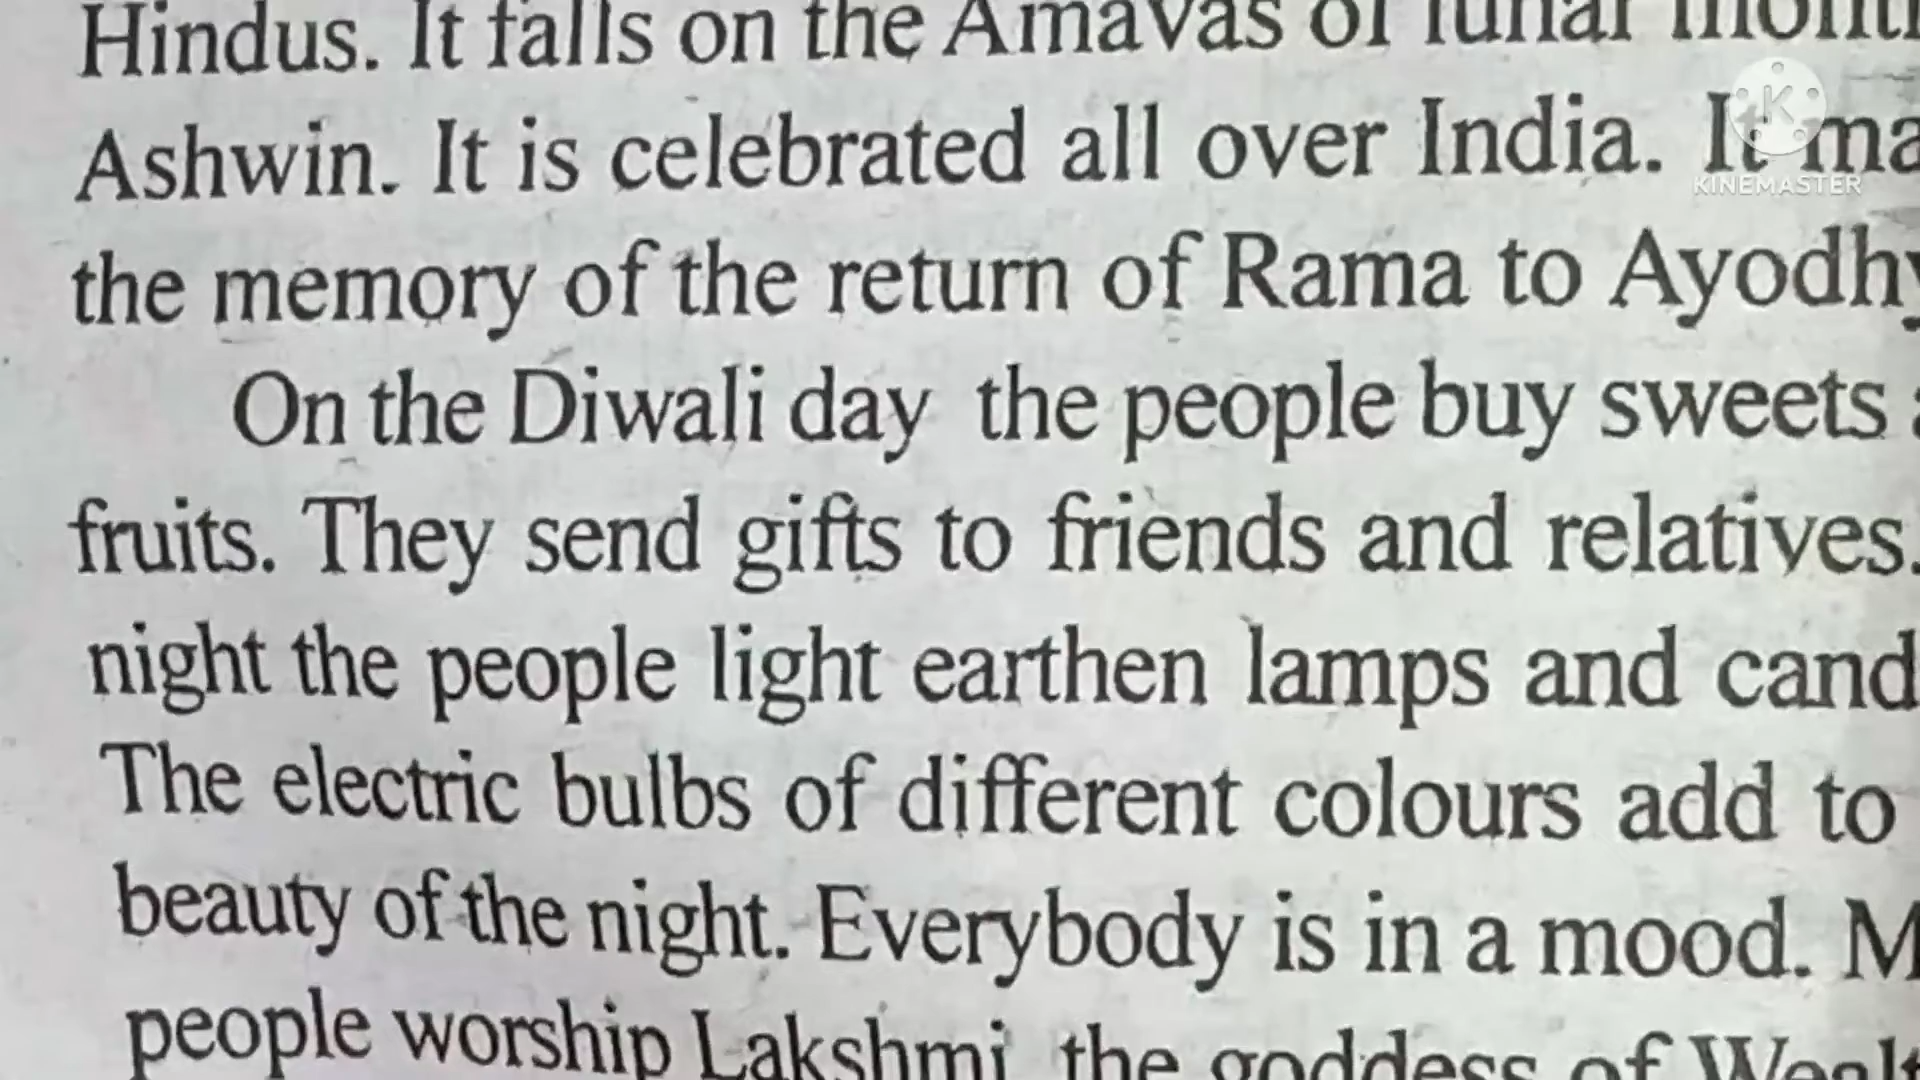 Hindus. It falls on the Amavas of lunar
Ashwin. It is celebrated all over India. It
the memory of the return of Rama to
On the Diwali day the people buy sweets
fruits. They send gifts to friends and relatives.
night the people light earthen lamps and
The electric bulbs of different colours add to
beauty of the night. Everybody is in a mood.
people worship Lakshmi the goddess of
K
KINEMASTER